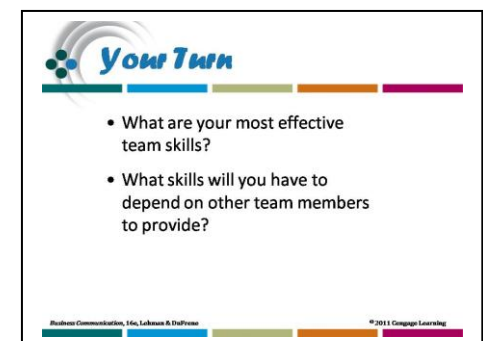 Your Turn
• What are your most effective
team skills?
• What skills will you have to
depend on other team members
to provide?
Business Communication, 16e, Lehman & DuFrene
©2011 Cengage Learning